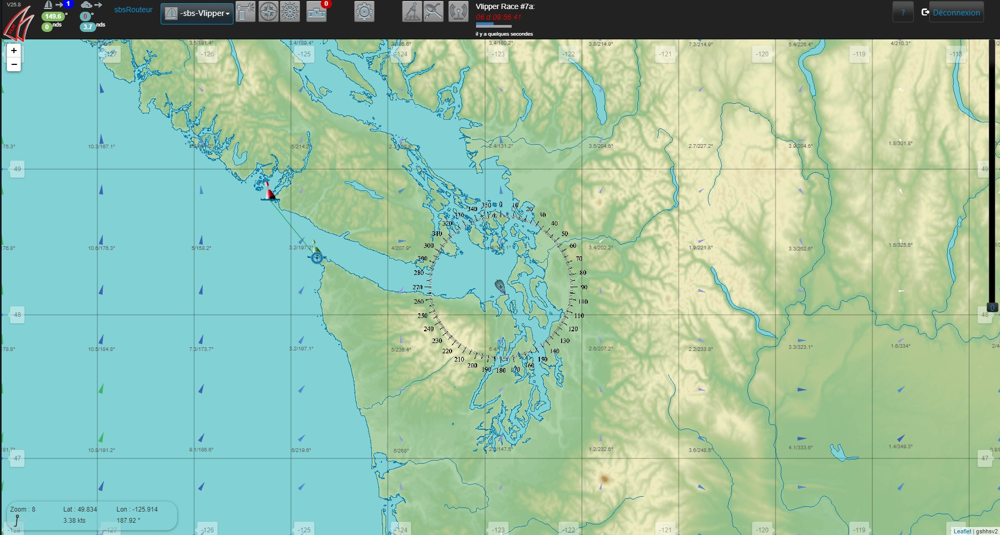 V25.8
VLM
149.6 °
0 nds
1
0 °
3.7 nds
sbsRouteur
-sbs-Vlipper
1 2 3
0
Vlipper Race #7a:
06 d 09:56:41
il y a quelques secondes
?
Déconnexion
+
−
3.5/191.4° 3.4/189.4° 3.4/180.2° 3.8/214.9° 7.3/214.9° 5.4/226.4° 4/210.3°
-127 -126 -125 -124 -123 -122 -121 -120 -119 -118
75.3° 10.3/167.1° 5/214.2° 2.4/131.2° 3.5/204.6° 2.7/227.2° 3.9/204.6° 1.8/301.8°
49 49
350 0 10
340 20
330 30
320 40
310 50
300 60
290 70
280 80
270 90
260 100
250 110
240 120
230 130
220 140
210 150
200 190 180 170 160
76.8° 10.6/176.3° 5/158.2° 3.2/197.2° 4/207.9° 3.4/202.2° 1.9/221.8° 3.3/262.6° 1.6/325.6°
0
48 48
78.8° 10.5/184.8° 7.3/173.7° 3.2/197.1° 5/236.4° 2.6/207.2° 2.2/233.8° 3.3/323.1° 1.6/334° 2/4
81.7° 10.8/191.2° 9.1/186.6° 6/219.6° 5/268° 1.2/232.6° 3.6/248.5° 4.1/333.6° 1.4/349.3°
47 47
Zoom : 8 Lat : 49.834 Lon : -125.914
3.38 kts 187.92 °
-128 -127 -126 -125 -124 -123 -122 -121 -120 -119
Leaflet | gshhsv2